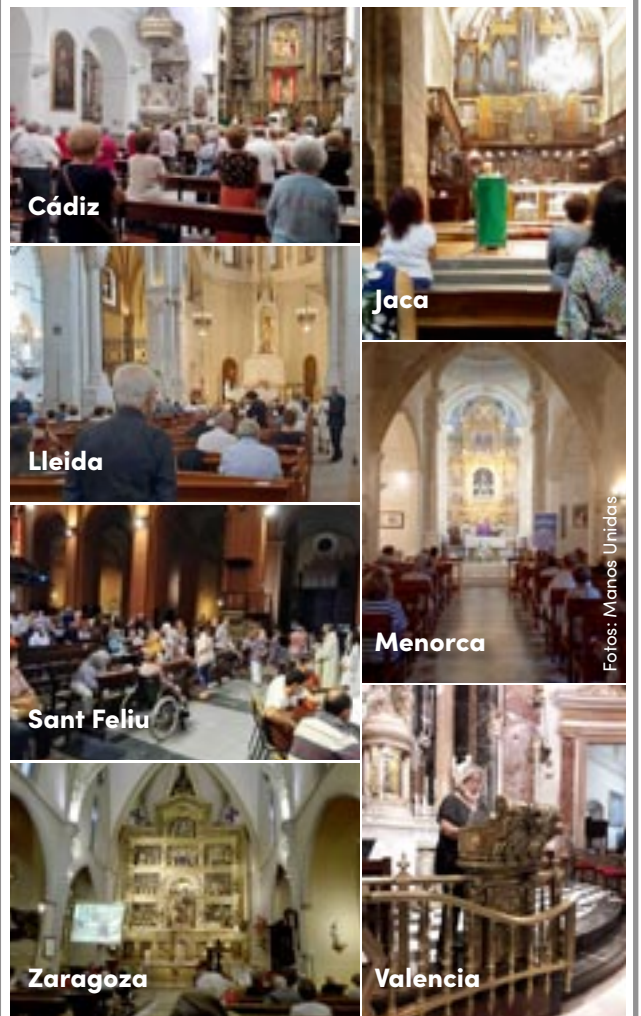 Cádiz
Jaca
Lleida
Menorca
Fotos: Manos Unidas
Sant Feliu
Zaragoza
Valencia